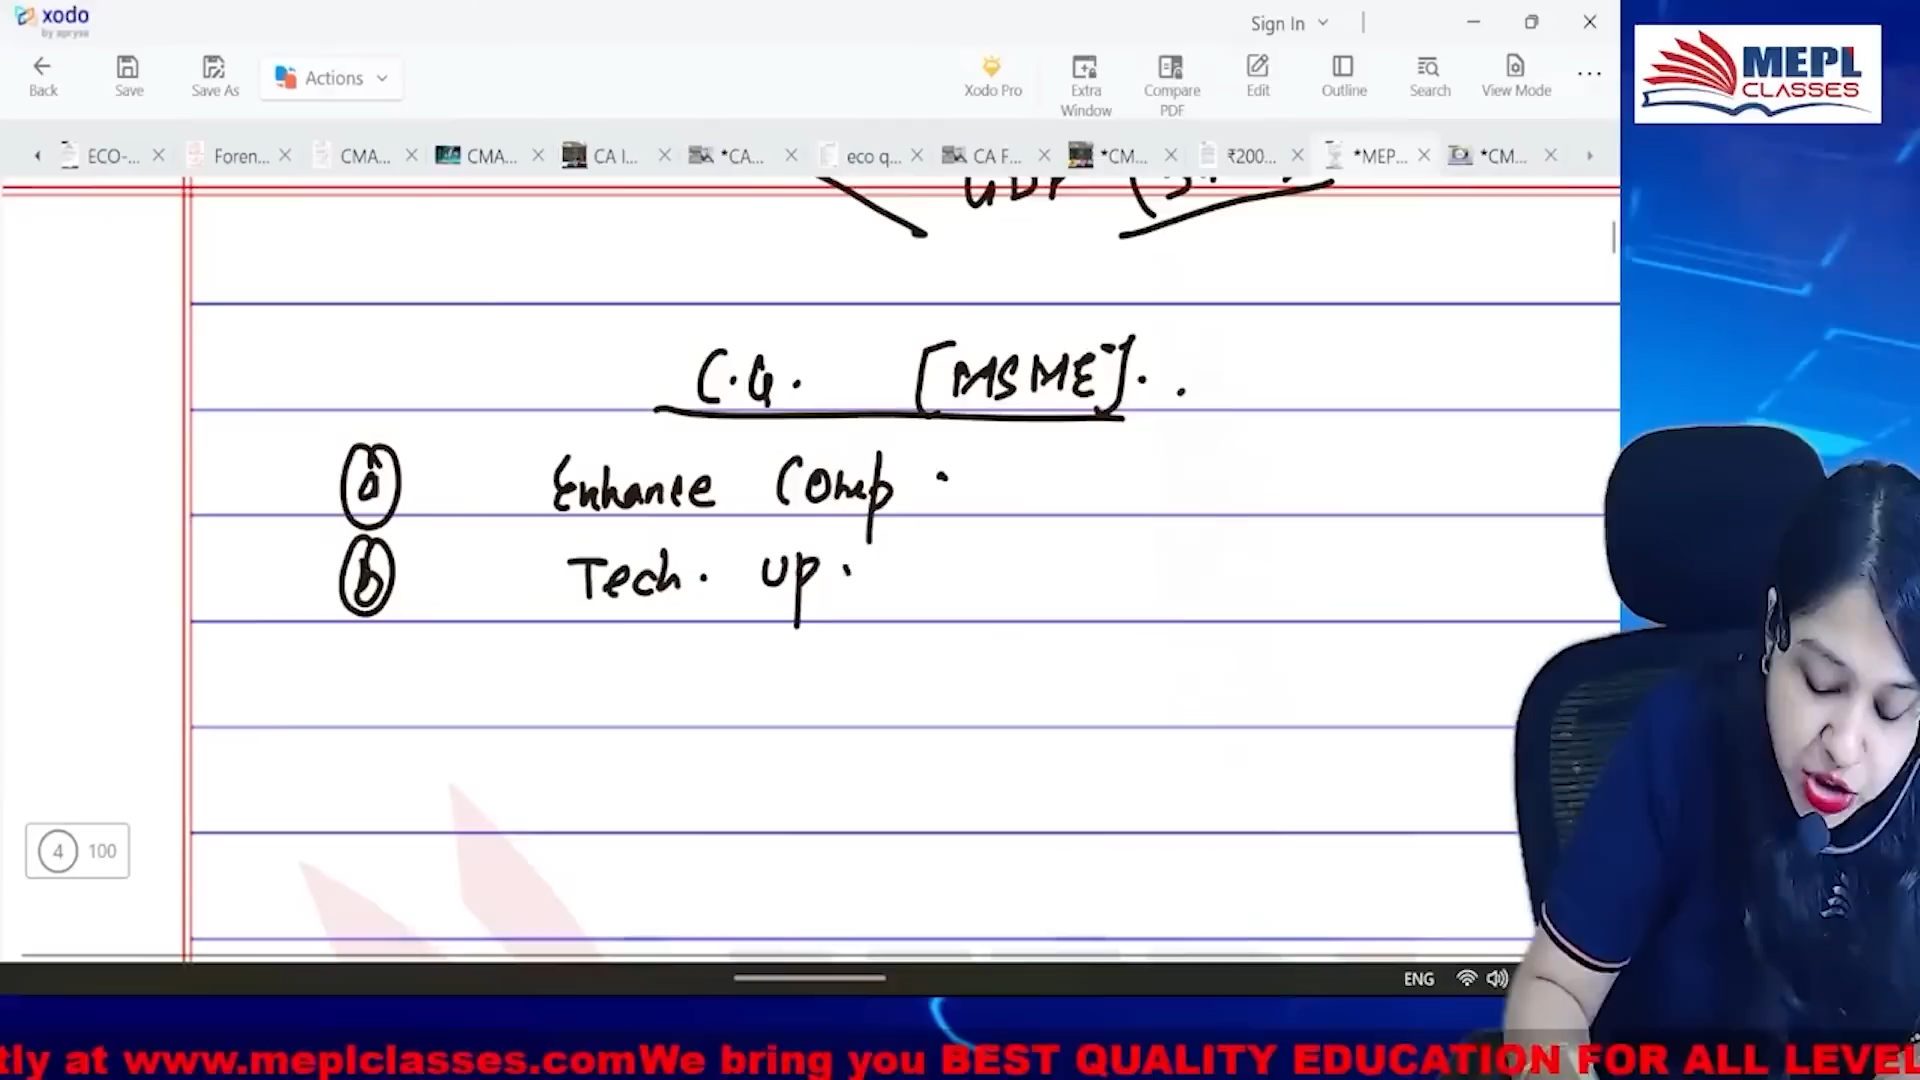 xodo
by apryse
Sign In
Back
Save
Save As
Actions
Xodo Pro
Extra Window
Compare PDF
Edit
Outline
Search
View Mode
MEPL
CLASSES
ECO-...
Foren...
CMA...
CMA...
CA I...
*CA...
eco q...
CA F...
*CM...
₹200...
*MEP...
*CM...
C.G. [MSME]. .
a Enhance Comp.
b Tech. up.
4 100
ENG
tly at www.meplclasses.comWe bring you BEST QUALITY EDUCATION FOR ALL LEVEL